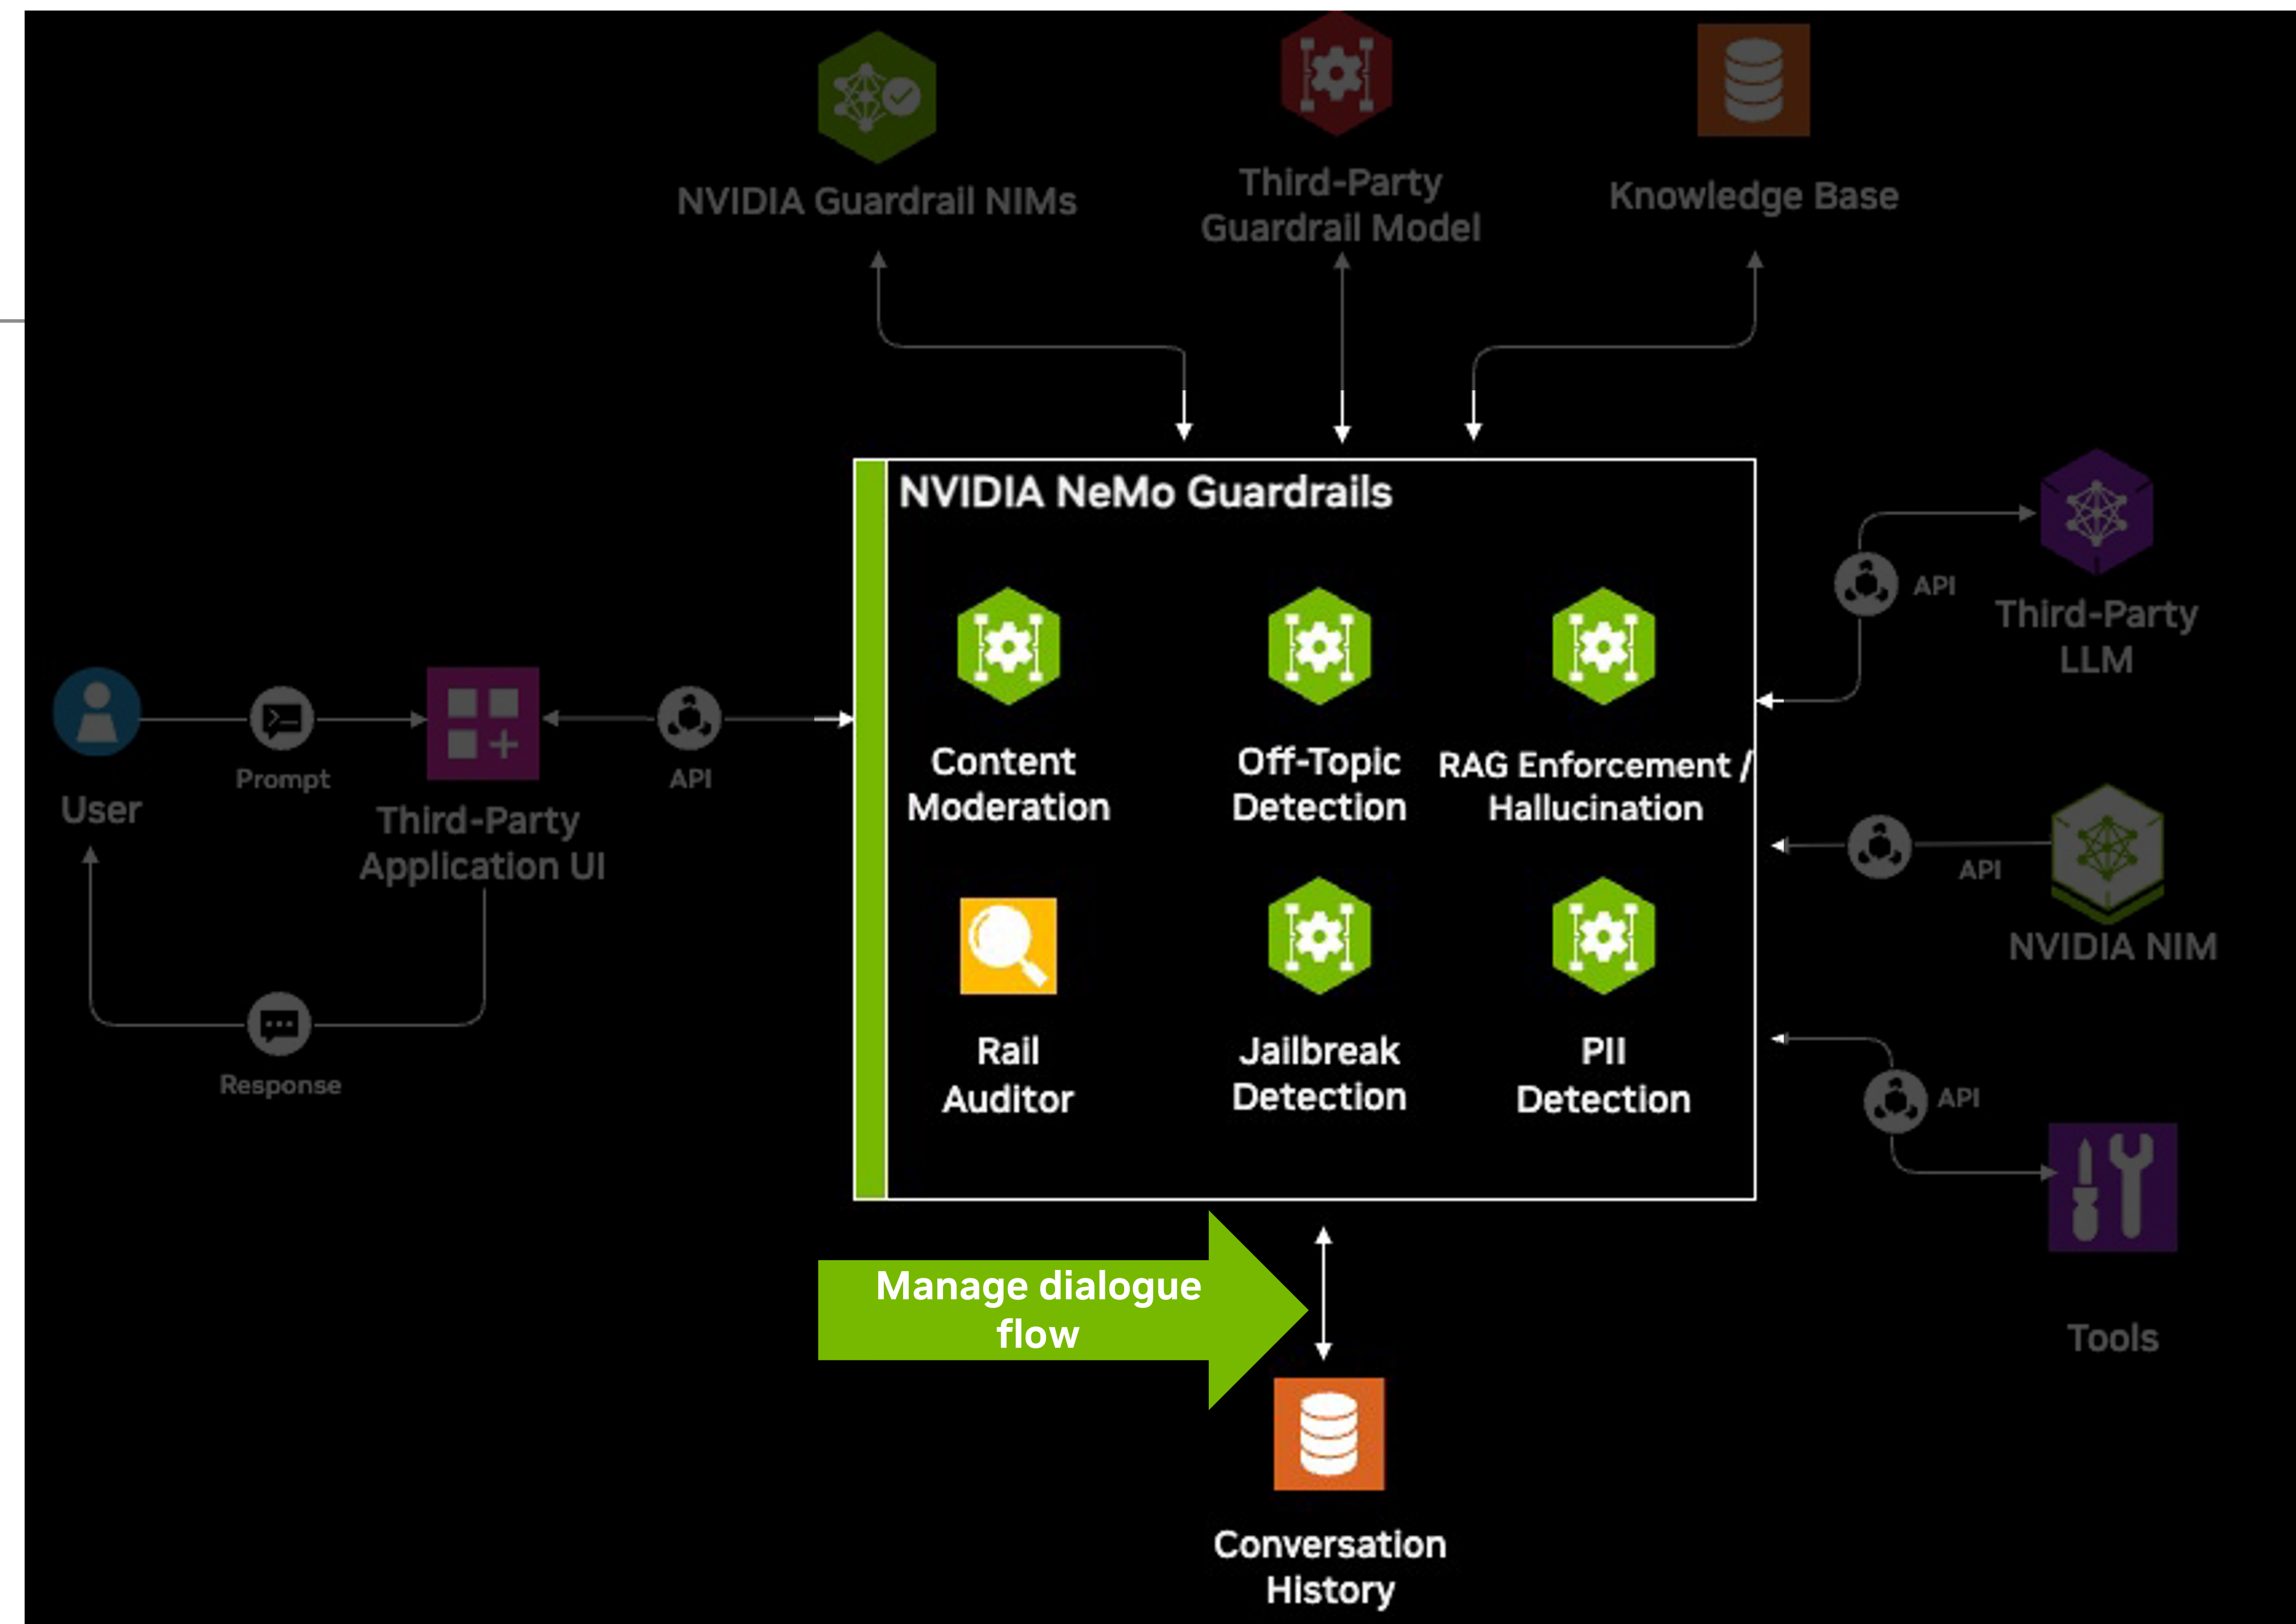 NVIDIA Guardrail NIMs
Third-Party
Guardrail Model
Knowledge Base
NVIDIA NeMo Guardrails
Content
Moderation
Off-Topic
Detection
RAG Enforcement /
Hallucination
Rail
Auditor
Jailbreak
Detection
PII
Detection
User
Prompt
Third-Party
Application UI
API
Response
API
Third-Party
LLM
API
NVIDIA NIM
API
Tools
Manage dialogue
flow
Conversation
History